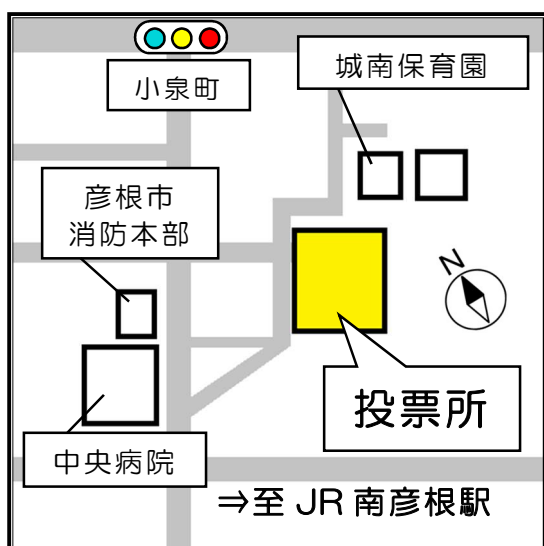 小泉町
城南保育園
彦根市
消防本部
N
投票所
中央病院
⇒至 JR 南彦根駅